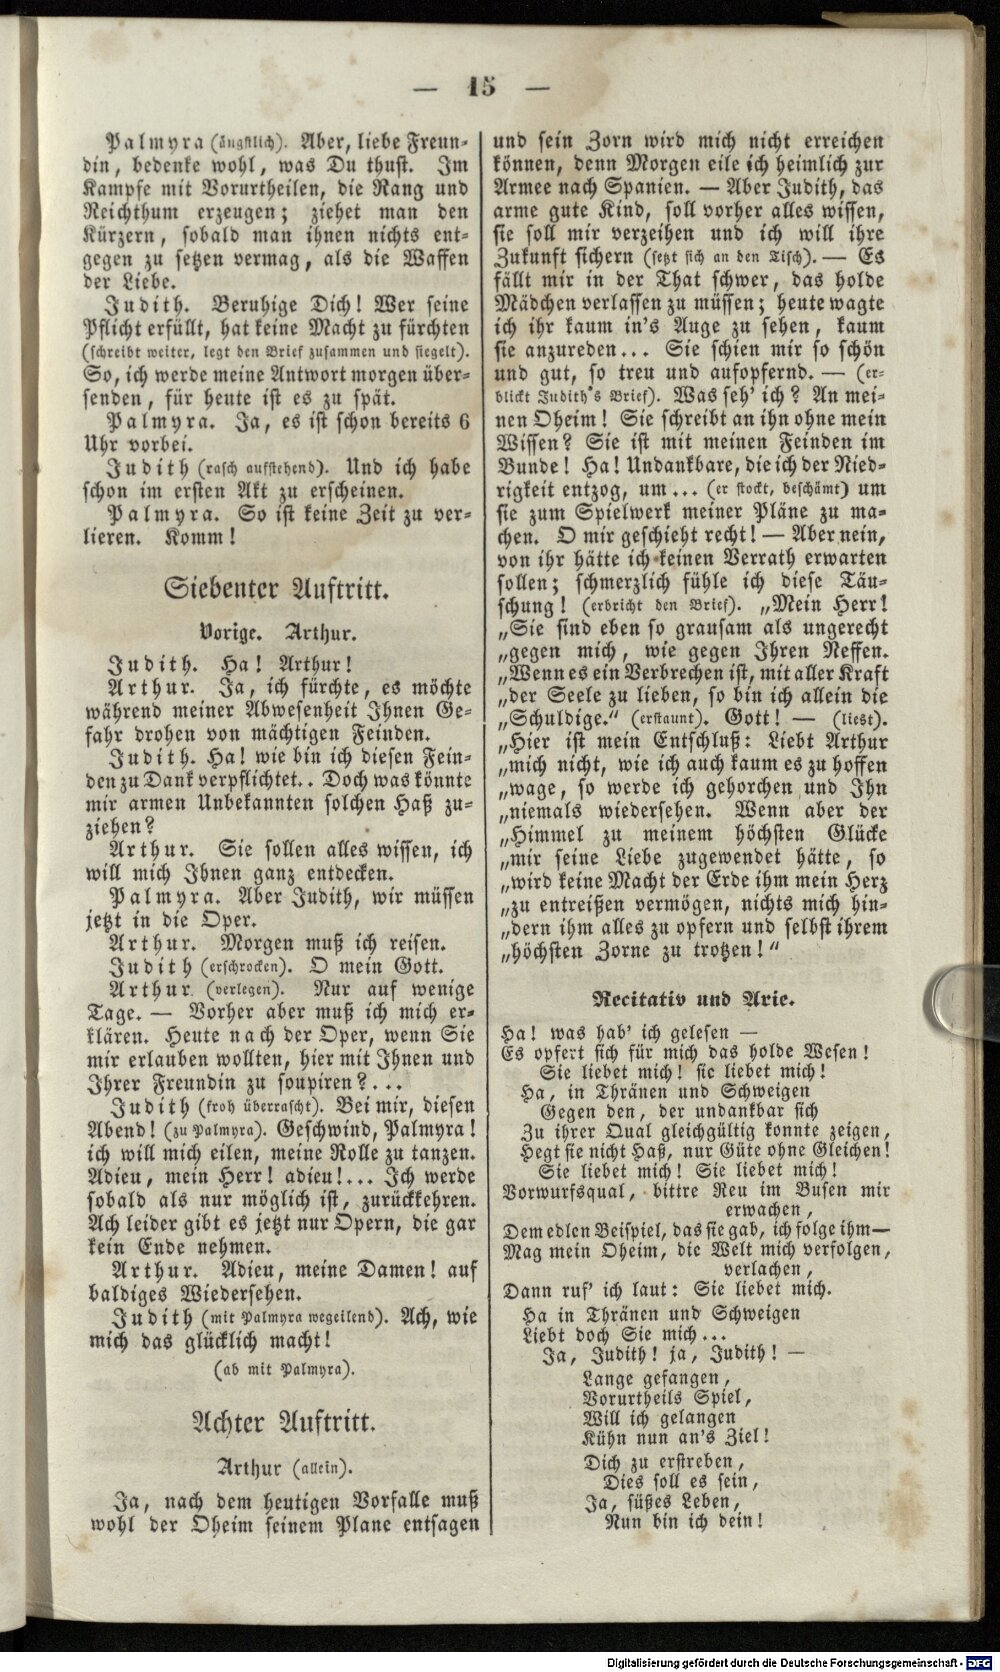 — 15 —
Palmyra (ängstlich). Aber, liebe Freun-
din, bedenke wohl, was Du thust. Im
Kampfe mit Vorurtheilen, die Rang und
Reichthum erzeugen; ziehet man den
Kürzern, sobald man ihnen nichts ent-
gegen zu setzen vermag, als die Waffen
der Liebe.
Judith. Beruhige Dich! Wer seine
Pflicht erfüllt, hat keine Macht zu fürchten
(schreibt weiter, legt den Brief zusammen und siegelt).
So, ich werde meine Antwort morgen über-
senden, für heute ist es zu spät.
Palmyra. Ja, es ist schon bereits 6
Uhr vorbei.
Judith (rasch aufstehend). Und ich habe
schon im ersten Akt zu erscheinen.
Palmyra. So ist keine Zeit zu ver-
lieren. Komm!
Siebenter Auftritt.
Vorige. Arthur.
Judith. Ha! Arthur!
Arthur. Ja, ich fürchte, es möchte
während meiner Abwesenheit Ihnen Ge-
fahr drohen von mächtigen Feinden.
Judith. Ha! wie bin ich diesen Fein-
den zu Dank verpflichtet.. Doch was könnte
mir armen Unbekannten solchen Haß zu-
ziehen?
Arthur. Sie sollen alles wissen, ich
will mich Ihnen ganz entdecken.
Palmyra. Aber Judith, wir müssen
jetzt in die Oper.
Arthur. Morgen muß ich reisen.
Judith (erschrocken). O mein Gott.
Arthur (verlegen). Nur auf wenige
Tage. — Vorher aber muß ich mich er-
klären. Heute nach der Oper, wenn Sie
mir erlauben wollten, hier mit Ihnen und
Ihrer Freundin zu soupiren?...
Judith (froh überrascht). Bei mir, diesen
Abend! (zu Palmyra). Geschwind, Palmyra!
ich will mich eilen, meine Rolle zu tanzen.
Adieu, mein Herr! adieu!... Ich werde
sobald als nur möglich ist, zurückkehren.
Ach leider gibt es jetzt nur Opern, die gar
kein Ende nehmen.
Arthur. Adieu, meine Damen! auf
baldiges Wiedersehen.
Judith (mit Palmyra wegeilend). Ach, wie
mich das glücklich macht!
(ab mit Palmyra).
Achter Auftritt.
Arthur (allein).
Ja, nach dem heutigen Vorfalle muß
wohl der Oheim seinem Plane entsagen
und sein Zorn wird mich nicht erreichen
können, denn Morgen eile ich heimlich zur
Armee nach Spanien. — Aber Judith, das
arme gute Kind, soll vorher alles wissen,
sie soll mir verzeihen und ich will ihre
Zukunft sichern (setzt sich an den Tisch). — Es
fällt mir in der That schwer, das holde
Mädchen verlassen zu müssen; heute wagte
ich ihr kaum in's Auge zu sehen, kaum
sie anzureden... Sie schien mir so schön
und gut, so treu und aufopfernd. — (er-
blickt Judith's Brief). Was seh' ich? An mei-
nen Oheim! Sie schreibt an ihn ohne mein
Wissen? Sie ist mit meinen Feinden im
Bunde! Ha! Undankbare, die ich der Nied-
rigkeit entzog, um... (er stockt, beschämt) um
sie zum Spielwerk meiner Pläne zu ma-
chen. O mir geschieht recht! — Aber nein,
von ihr hätte ich keinen Verrath erwarten
sollen; schmerzlich fühle ich diese Täu-
schung! (erbricht den Brief). „Mein Herr!
„Sie sind eben so grausam als ungerecht
„gegen mich, wie gegen Ihren Neffen.
„Wenn es ein Verbrechen ist, mit aller Kraft
„der Seele zu lieben, so bin ich allein die
„Schuldige.“ (erstaunt). Gott! — (liest).
„Hier ist mein Entschluß: Liebt Arthur
„mich nicht, wie ich auch kaum es zu hoffen
„wage, so werde ich gehorchen und Ihn
„niemals wiedersehen. Wenn aber der
„Himmel zu meinem höchsten Glücke
„mir seine Liebe zugewendet hätte, so
„wird keine Macht der Erde ihm mein Herz
„zu entreißen vermögen, nichts mich hin-
„dern ihm alles zu opfern und selbst ihrem
„höchsten Zorne zu trotzen!“
Recitativ und Arie.
Ha! was hab' ich gelesen —
Es opfert sich für mich das holde Wesen!
Sie liebet mich! sie liebet mich!
Ha, in Thränen und Schweigen
Gegen den, der undankbar sich
Zu ihrer Qual gleichgültig konnte zeigen,
Hegt sie nicht Haß, nur Güte ohne Gleichen!
Sie liebet mich! Sie liebet mich!
Vorwurfsqual, bittre Reu im Busen mir
erwachen,
Dem edlen Beispiel, das sie gab, ich folge ihm—
Mag mein Oheim, die Welt mich verfolgen,
verlachen,
Dann ruf' ich laut: Sie liebet mich.
Ha in Thränen und Schweigen
Liebt doch Sie mich...
Ja, Judith! ja, Judith! —
Lange gefangen,
Vorurtheils Spiel,
Will ich gelangen
Kühn nun an's Ziel!
Dich zu erstreben,
Dies soll es sein,
Ja, süßes Leben,
Nun bin ich dein!
Digitalisierung gefördert durch die Deutsche Forschungsgemeinschaft - DFG